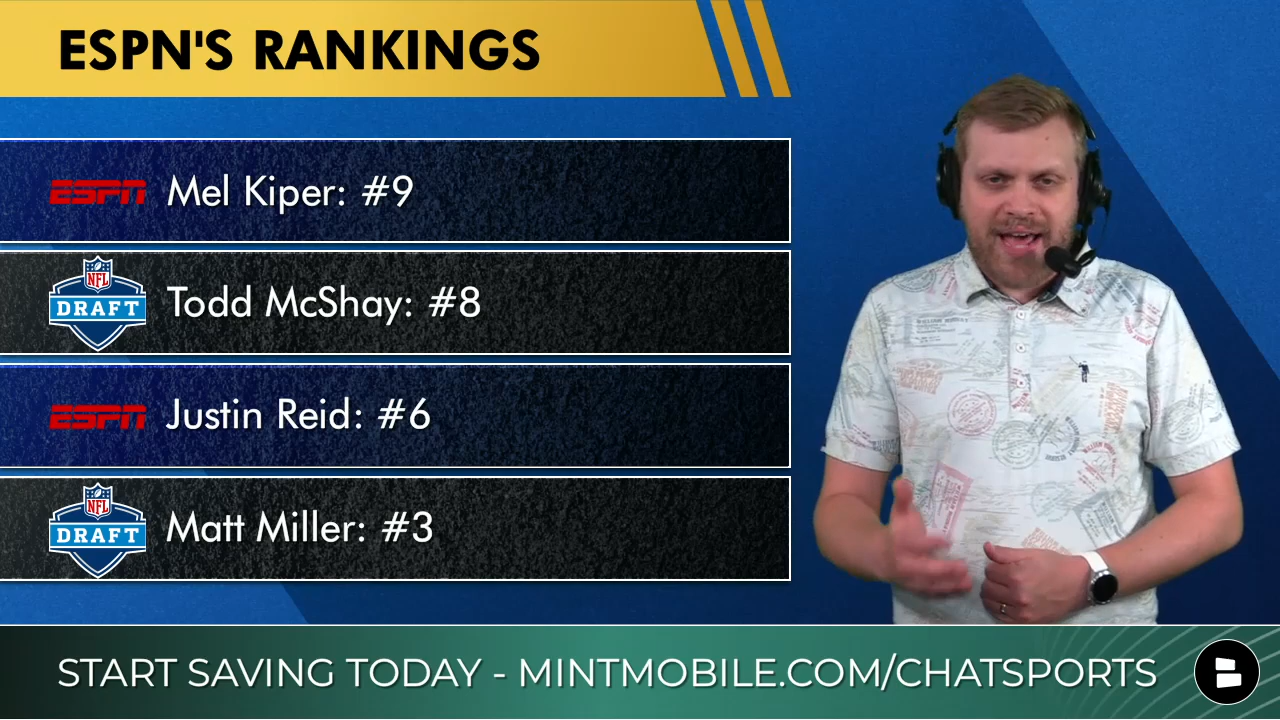 ESPN'S RANKINGS
ESPN Mel Kiper: #9
NFL
DRAFT
Todd McShay: #8
ESPN Justin Reid: #6
NFL
DRAFT
Matt Miller: #3
START SAVING TODAY - MINTMOBILE.COM/CHATSPORTS